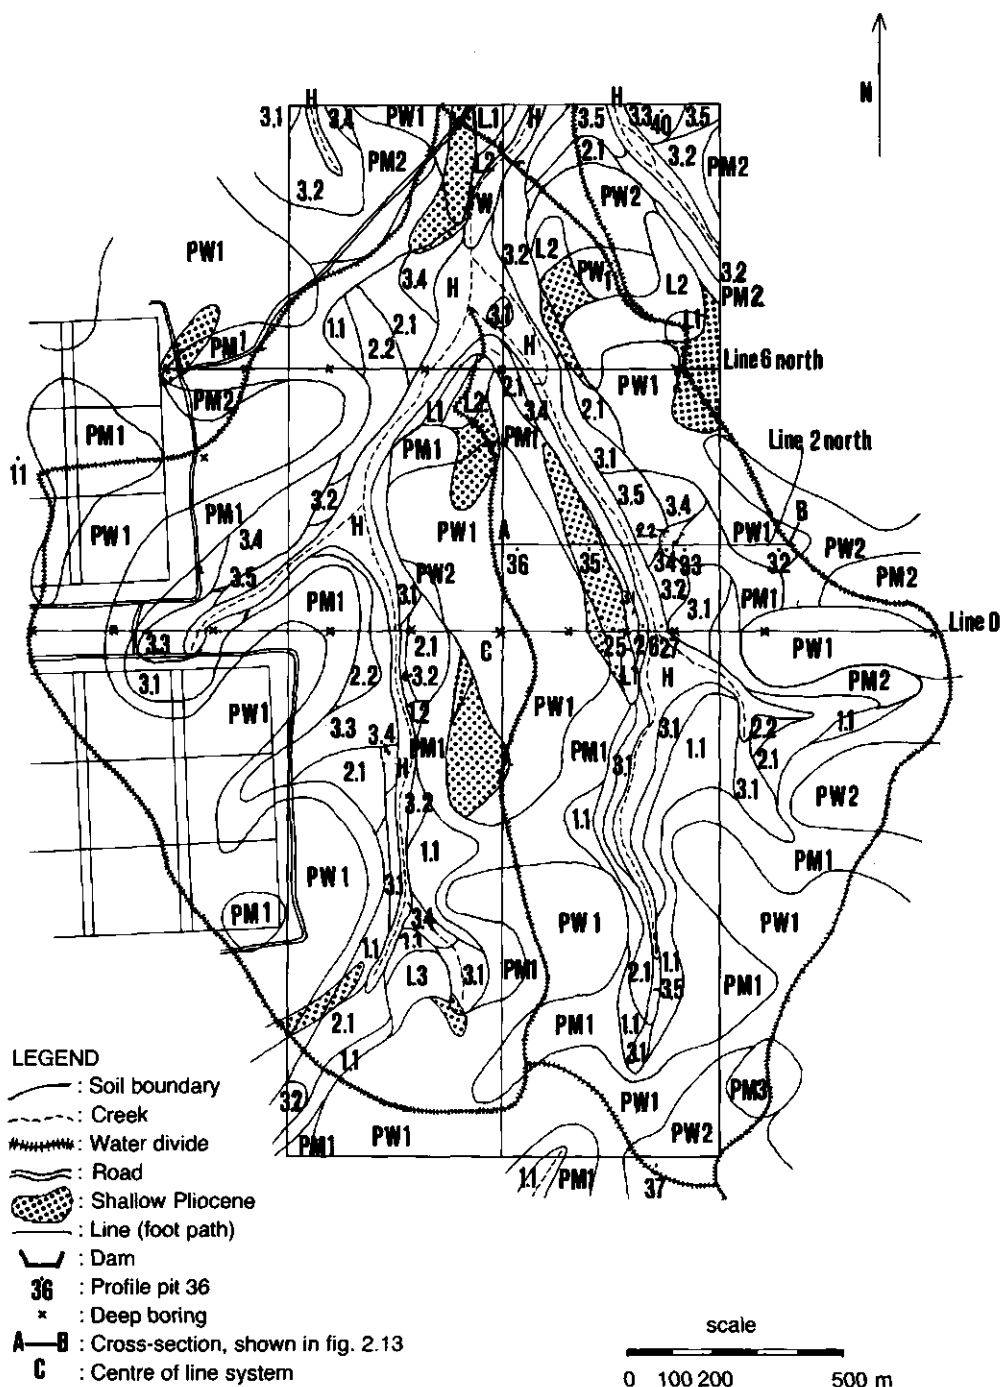 N
3.1 H 3.4 PW1 L1 H 3.5 H 3.3 40 3.5
2.1 3.2
PM2 L2 PM2
3.2 W PW2
PW1 3.2 L2
3.4 H PW1 L2 3.2
PM2
1.1 2.1 3.1 L1
PM1 2.2 H
Line 6 north
PM2 2.1 PW1
L1 L2 3.4 2.1
PM1 PM1 PM1 Line 2 north
11 3.1
3.2 3.5
PM1 3.4
PW1 H PW1 A 2.2 PW1 B
3.4 36 35 34 33 32 PW2
3.5 PW2 3.2 PM2
PM1 3.1 3.1 PM1
Line 0
3.3 2.1 C 25 26 27 PW1
3.1 2.2 3.2 L1 H PM2
PW1 1.2 PW1
3.3 3.4 PM1 PM1 3.1 1.1 2.2 1.1
2.1 H 3.1 2.1
3.2 3.1 PW2
1.1 1.1 PM1
PW1
3.1
PM1 3.4 PW1 PW1
1.1 1.1
L3 3.1 PM1 2.1 1.1 PM1
3.5
2.1 PM1 1.1
1.1 3.1
3.2 PW1 PM3
PM1 PW1 PW2
1.1 PM1 37
LEGEND
: Soil boundary
: Creek
: Water divide
: Road
: Shallow Pliocene
: Line (foot path)
: Dam
36 : Profile pit 36
× : Deep boring
A—B : Cross-section, shown in fig. 2.13
C : Centre of line system
scale
0 100 200 500 m